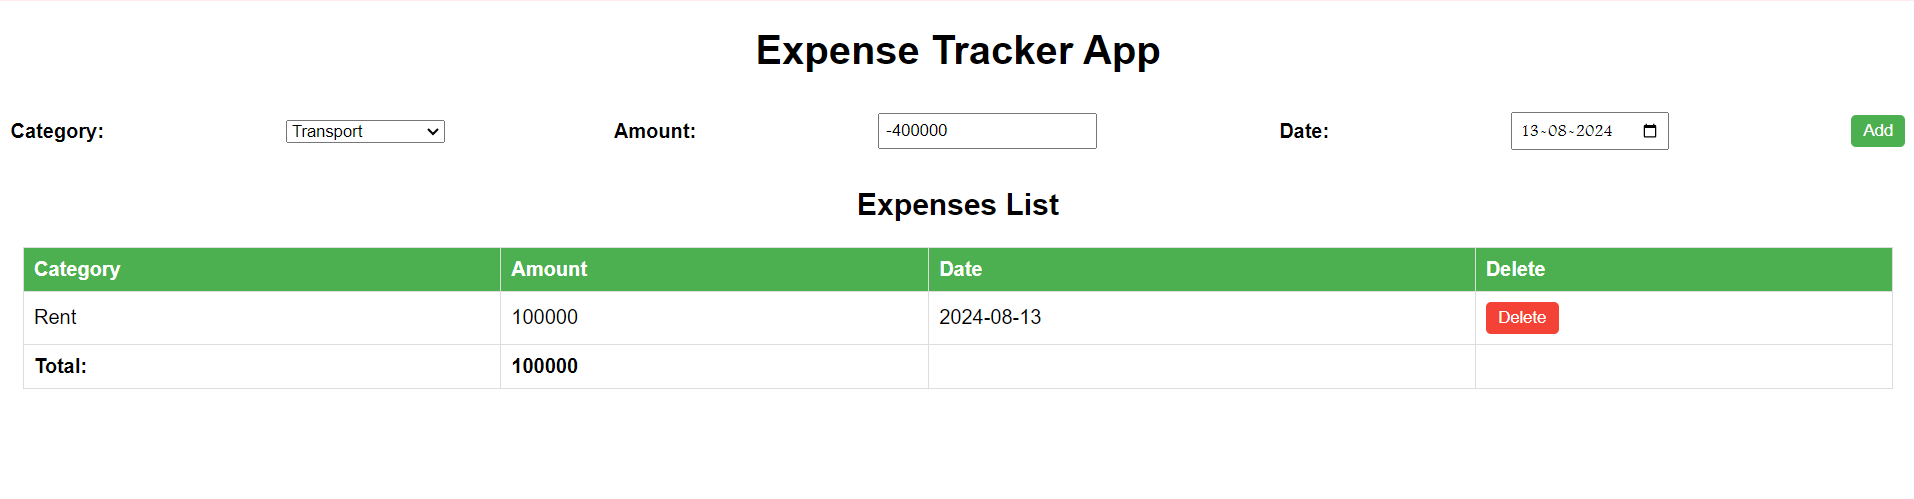 Expense Tracker App
Category: Transport Amount: -400000 Date: 13-08-2024 Add
Expenses List
Category Amount Date Delete
Rent 100000 2024-08-13 Delete
Total: 100000